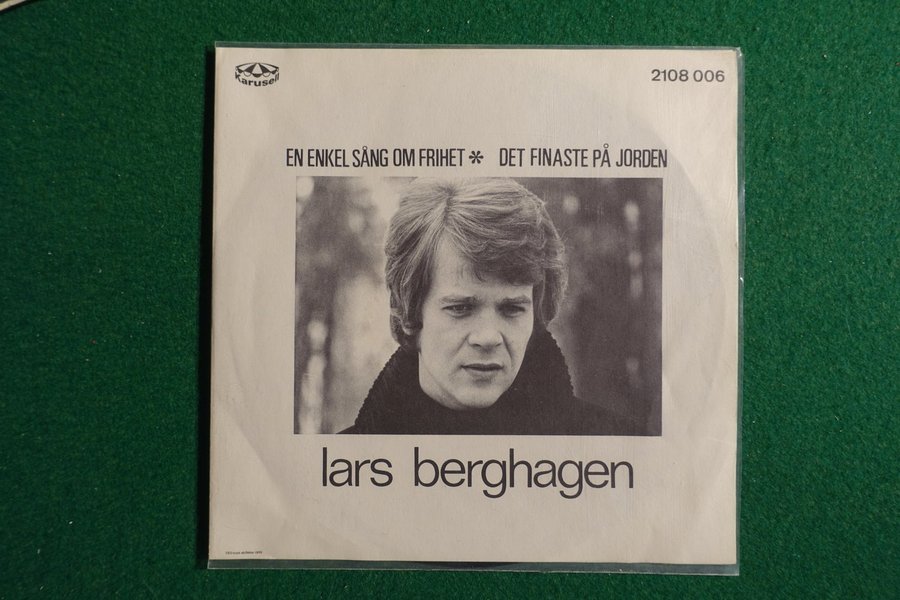 Karusell
2108 006
EN ENKEL SÅNG OM FRIHET * DET FINASTE PÅ JORDEN
lars berghagen